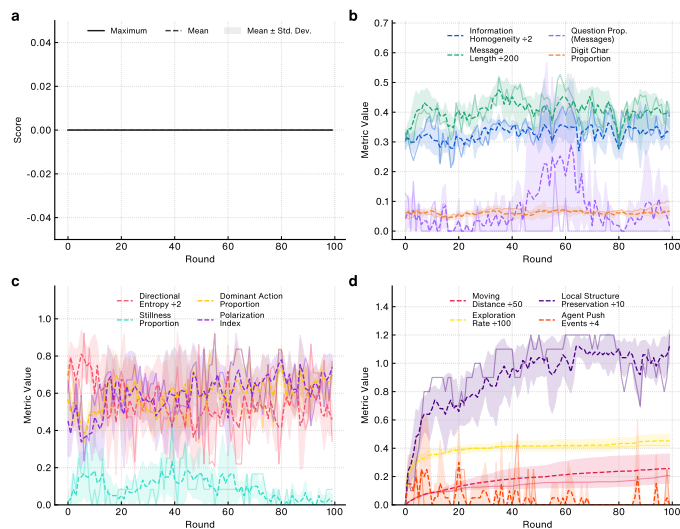 a
Maximum
Mean
Mean ± Std. Dev.
0.04
0.02
0.00
-0.02
-0.04
Score
0
20
40
60
80
100
Round
b
Information
Homogeneity ÷2
Question Prop.
(Messages)
Message
Length ÷200
Digit Char
Proportion
0.7
0.6
0.5
0.4
0.3
0.2
0.1
0.0
Metric Value
0
20
40
60
80
100
Round
c
Directional
Entropy ÷2
Dominant Action
Proportion
Stillness
Proportion
Polarization
Index
1.0
0.8
0.6
0.4
0.2
0.0
Metric Value
0
20
40
60
80
100
Round
d
Moving
Distance ÷50
Local Structure
Preservation ÷10
Exploration
Rate ÷100
Agent Push
Events ÷4
1.4
1.2
1.0
0.8
0.6
0.4
0.2
0.0
Metric Value
0
20
40
60
80
100
Round